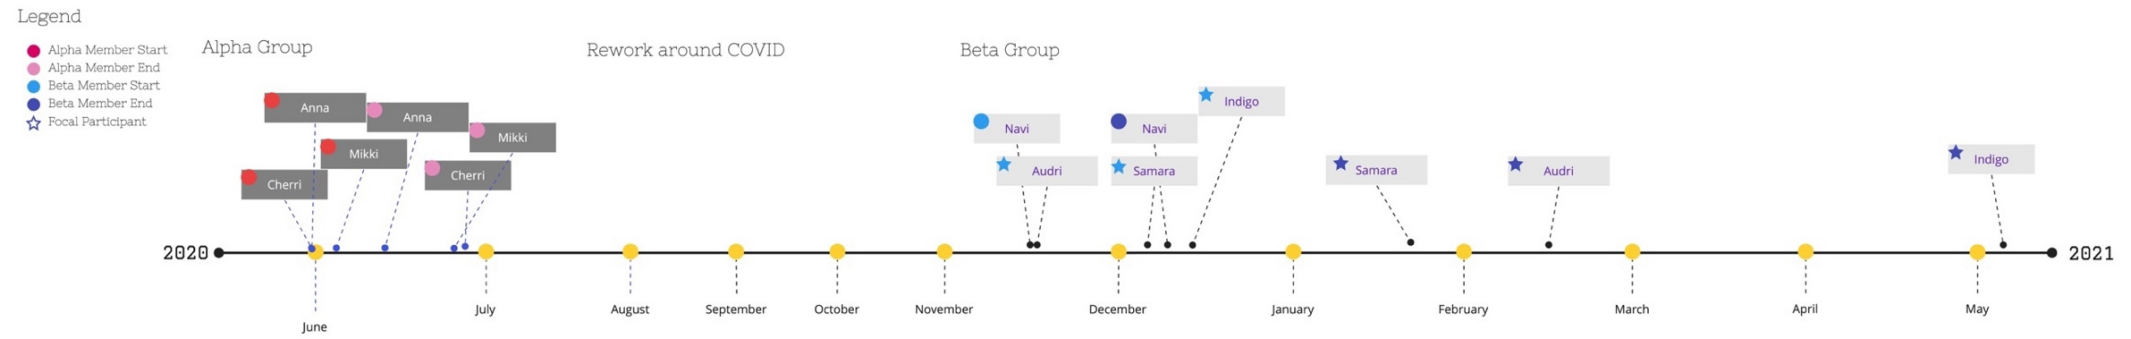 Legend
Alpha Member Start
Alpha Member End
Beta Member Start
Beta Member End
Focal Participant
Alpha Group
Rework around COVID
Beta Group
Anna
Anna
Mikki
Mikki
Cherri
Cherri
Navi
Audri
Navi
Samara
Indigo
Samara
Audri
Indigo
2020
2021
June
July
August
September
October
November
December
January
February
March
April
May